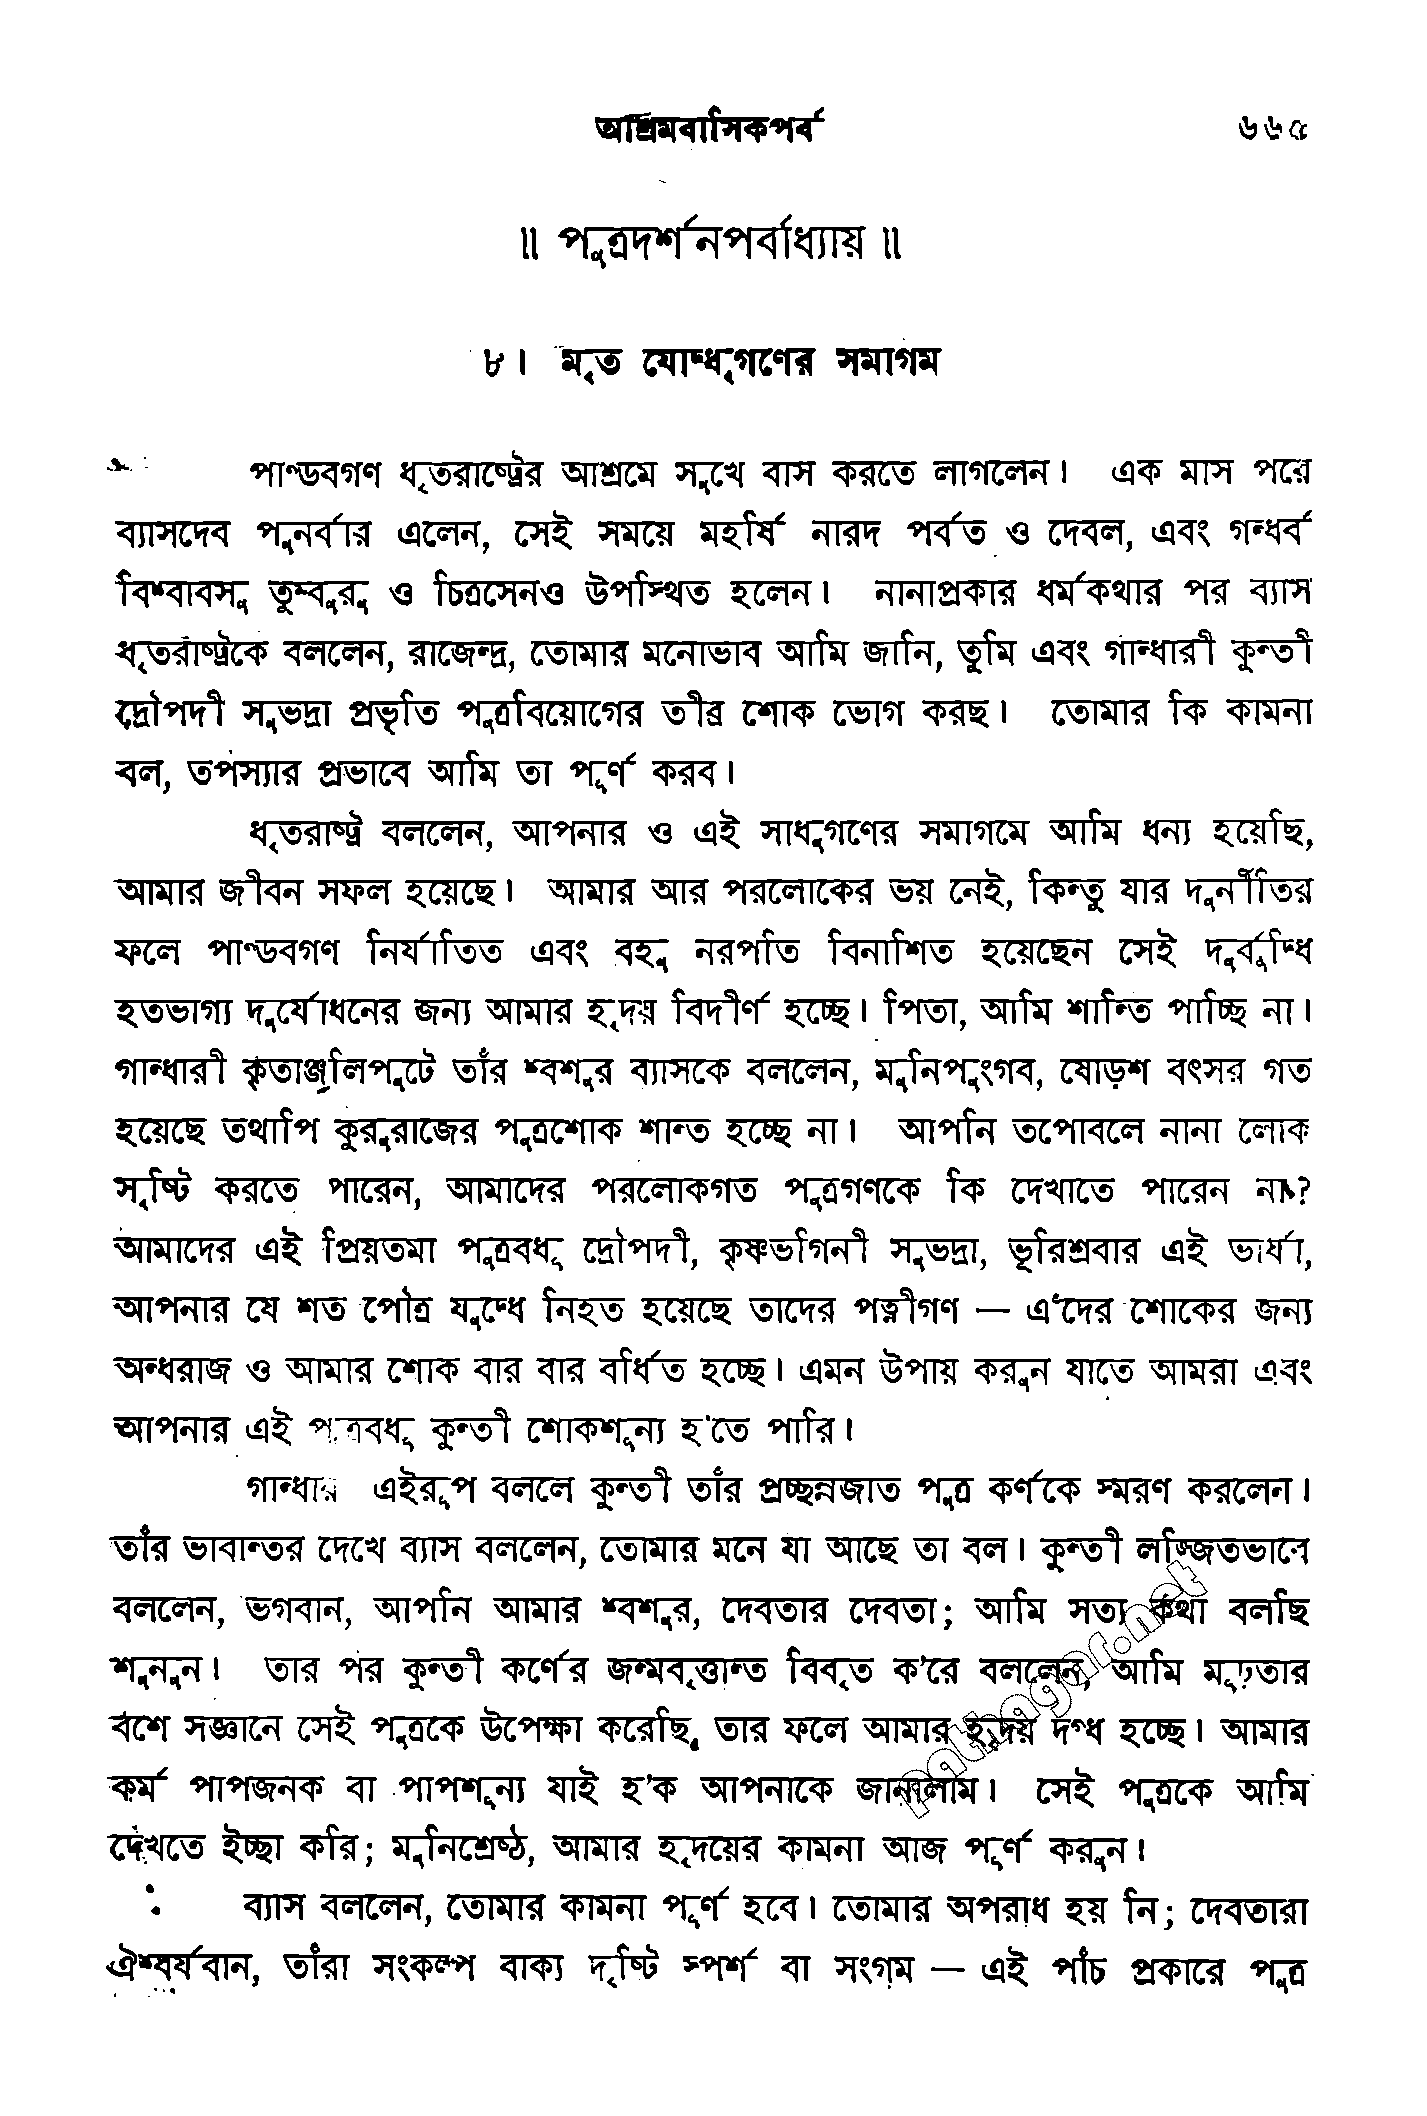 আশ্রমবাসিকপর্ব ৬৬৫
॥ পুত্রদর্শনপর্বাধ্যায় ॥
৮। মৃত যোদ্ধৃগণের সমাগম
পাণ্ডবগণ ধৃতরাষ্ট্রের আশ্রমে সুখে বাস করতে লাগলেন। এক মাস পরে
ব্যাসদেব পুনর্বার এলেন, সেই সময়ে মহর্ষি নারদ পর্বত ও দেবল, এবং গন্ধর্ব
বিশ্বাবসু তুম্বুরু ও চিত্রসেনও উপস্থিত হলেন। নানাপ্রকার ধর্মকথার পর ব্যাস
ধৃতরাষ্ট্রকে বললেন, রাজেন্দ্র, তোমার মনোভাব আমি জানি, তুমি এবং গান্ধারী কুন্তী
দ্রৌপদী সুভদ্রা প্রভৃতি পুত্রবিয়োগের তীব্র শোক ভোগ করছ। তোমার কি কামনা
বল, তপস্যার প্রভাবে আমি তা পূর্ণ করব।
ধৃতরাষ্ট্র বললেন, আপনার ও এই সাধুগণের সমাগমে আমি ধন্য হয়েছি,
আমার জীবন সফল হয়েছে। আমার আর পরলোকের ভয় নেই, কিন্তু যার দুর্নীতির
ফলে পাণ্ডবগণ নির্যাতিত এবং বহু নরপতি বিনাশিত হয়েছেন সেই দুর্বুদ্ধি
হতভাগ্য দুর্যোধনের জন্য আমার হৃদয় বিদীর্ণ হচ্ছে। পিতা, আমি শান্তি পাচ্ছি না।
গান্ধারী কৃতাঞ্জলিপুটে তাঁর শ্বশুর ব্যাসকে বললেন, মুনিপুংগব, ষোড়শ বৎসর গত
হয়েছে তথাপি কুরুরাজের পুত্রশোক শান্ত হচ্ছে না। আপনি তপোবলে নানা লোক
সৃষ্টি করতে পারেন, আমাদের পরলোকগত পুত্রগণকে কি দেখাতে পারেন না?
আমাদের এই প্রিয়তমা পুত্রবধূ দ্রৌপদী, কৃষ্ণভগিনী সুভদ্রা, ভূরিশ্রবার এই ভার্যা,
আপনার যে শত পৌত্র যুদ্ধে নিহত হয়েছে তাদের পত্নীগণ — এঁদের শোকের জন্য
অন্ধরাজ ও আমার শোক বার বার বর্ধিত হচ্ছে। এমন উপায় করুন যাতে আমরা এবং
আপনার এই পুত্রবধূ কুন্তী শোকশূন্য হ'তে পারি।
গান্ধারী এইরূপ বললে কুন্তী তাঁর প্রচ্ছন্নজাত পুত্র কর্ণকে স্মরণ করলেন।
তাঁর ভাবান্তর দেখে ব্যাস বললেন, তোমার মনে যা আছে তা বল। কুন্তী লজ্জিতভাবে
বললেন, ভগবান, আপনি আমার শ্বশুর, দেবতার দেবতা; আমি সত্য কথা বলছি
শুনুন। তার পর কুন্তী কর্ণের জন্মবৃত্তান্ত বিবৃত ক'রে বললেন, আমি মূঢ়তার
বশে সজ্ঞানে সেই পুত্রকে উপেক্ষা করেছি, তার ফলে আমার হৃদয় দগ্ধ হচ্ছে। আমার
কর্ম পাপজনক বা পাপশূন্য যাই হ'ক আপনাকে জানালাম। সেই পুত্রকে আমি
দেখতে ইচ্ছা করি; মুনিশ্রেষ্ঠ, আমার হৃদয়ের কামনা আজ পূর্ণ করুন।
ব্যাস বললেন, তোমার কামনা পূর্ণ হবে। তোমার অপরাধ হয় নি; দেবতারা
ঐশ্বর্যবান, তাঁরা সংকল্প বাক্য দৃষ্টি স্পর্শ বা সংগম — এই পাঁচ প্রকারে পুত্র
pathagar.net